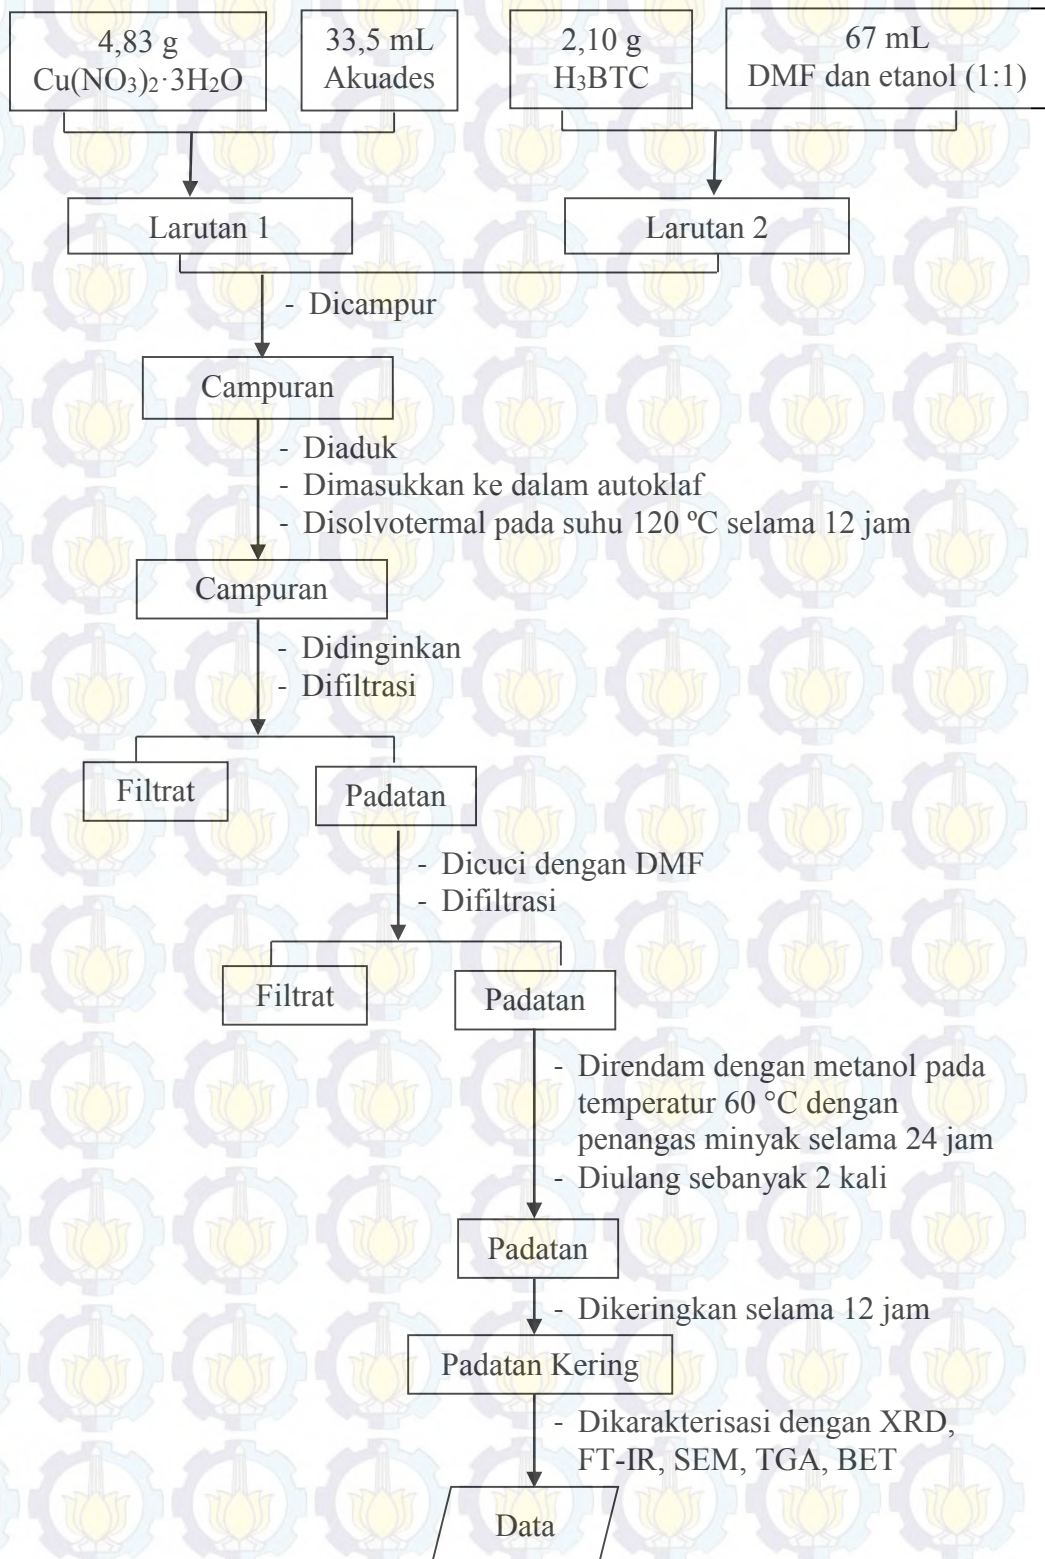 4,83 g
Cu(NO₃)₂·3H₂O
33,5 mL
Akuades
2,10 g
H₃BTC
67 mL
DMF dan etanol (1:1)
Larutan 1
Larutan 2
- Dicampur
Campuran
- Diaduk
- Dimasukkan ke dalam autoklaf
- Disolvotermal pada suhu 120 ºC selama 12 jam
Campuran
- Didinginkan
- Difiltrasi
Filtrat
Padatan
- Dicuci dengan DMF
- Difiltrasi
Filtrat
Padatan
- Direndam dengan metanol pada
temperatur 60 °C dengan
penangas minyak selama 24 jam
- Diulang sebanyak 2 kali
Padatan
- Dikeringkan selama 12 jam
Padatan Kering
- Dikarakterisasi dengan XRD,
FT-IR, SEM, TGA, BET
Data